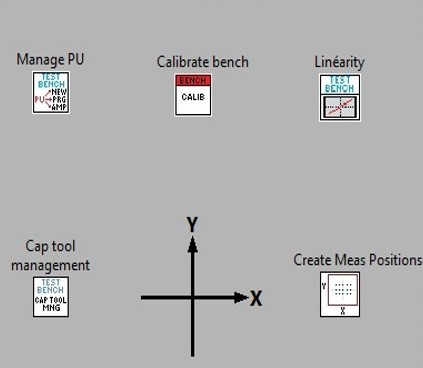 Manage PU
TEST
BENCH
NEW
PU PRG
AMP
Calibrate bench
BENCH
CALIB
Linéarity
TEST
BENCH
Cap tool
management
TEST
BENCH
CAP TOOL
MNG
Y
X
Create Meas Positions
Y
X